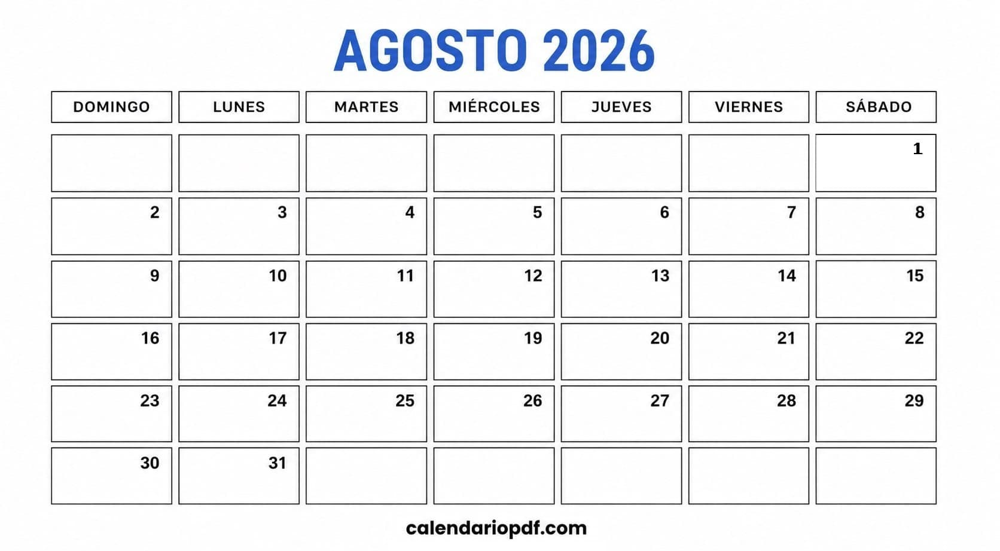 AGOSTO 2026
DOMINGO LUNES MARTES MIÉRCOLES JUEVES VIERNES SÁBADO
1
2 3 4 5 6 7 8
9 10 11 12 13 14 15
16 17 18 19 20 21 22
23 24 25 26 27 28 29
30 31
calendariopdf.com